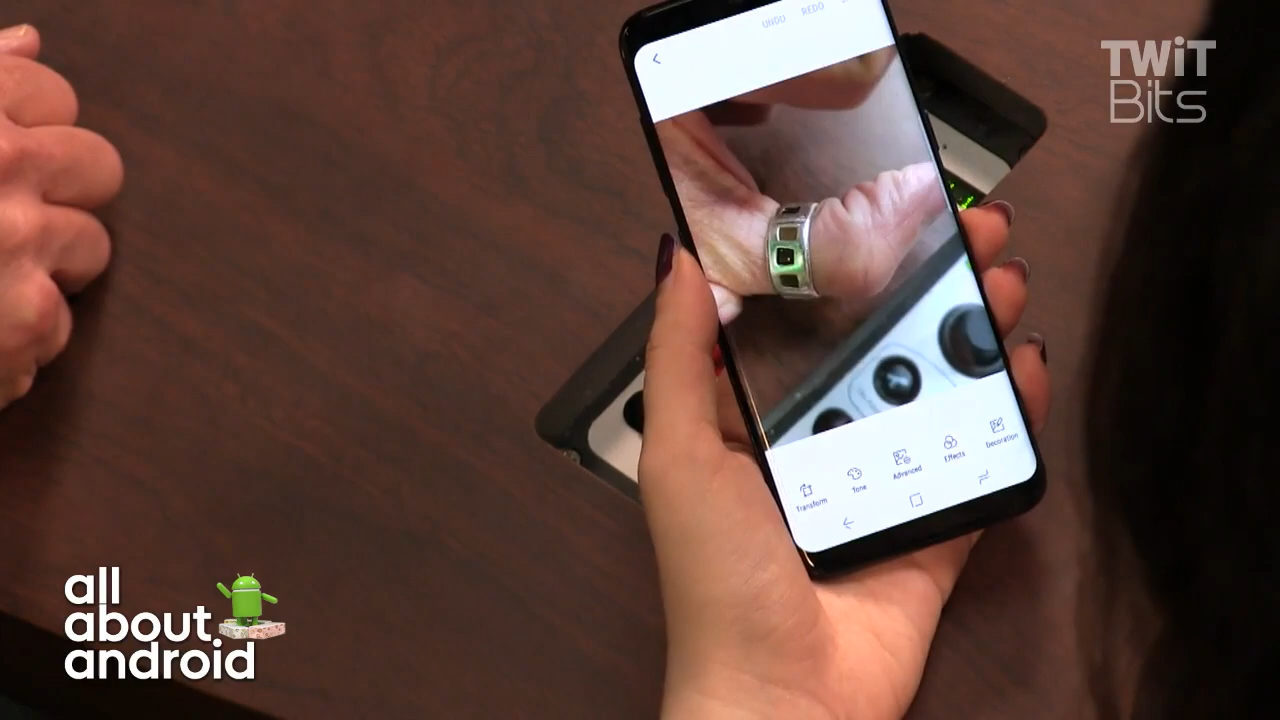 UNDO REDO
TWiT
Bits
Transform Tone Advanced Effects Decoration
all
about
android